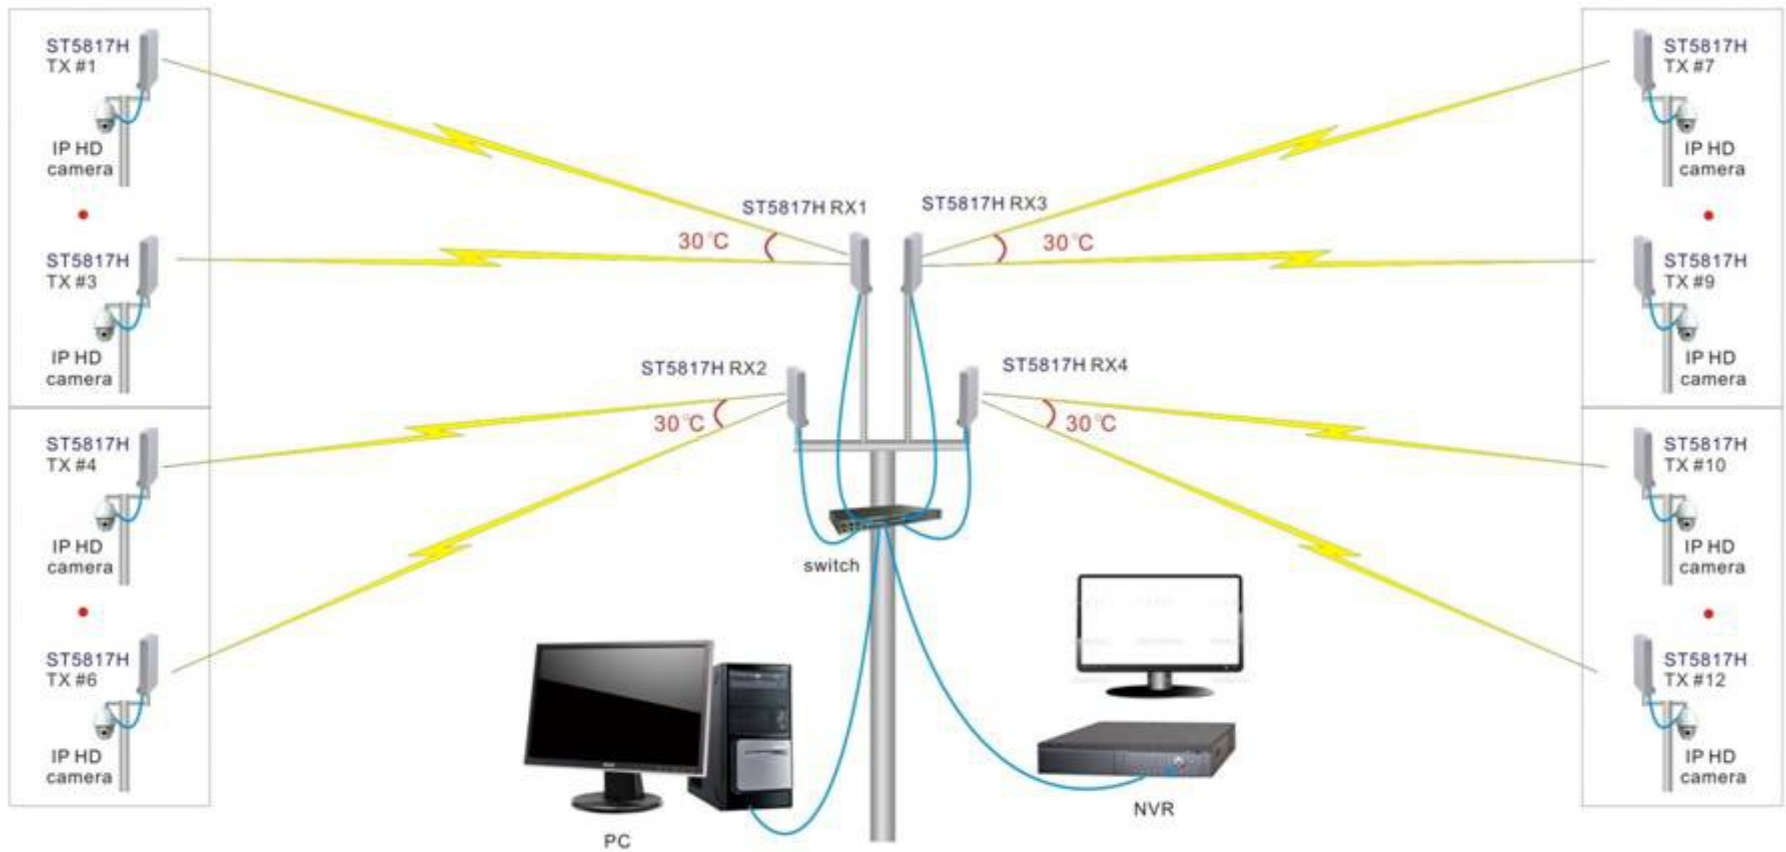 ST5817H
TX #1
IP HD
camera
ST5817H
TX #3
IP HD
camera
ST5817H
TX #4
IP HD
camera
ST5817H
TX #6
IP HD
camera
ST5817H RX1
30°C
ST5817H RX3
30°C
ST5817H RX2
30°C
ST5817H RX4
30°C
switch
PC
NVR
ST5817H
TX #7
IP HD
camera
ST5817H
TX #9
IP HD
camera
ST5817H
TX #10
IP HD
camera
ST5817H
TX #12
IP HD
camera